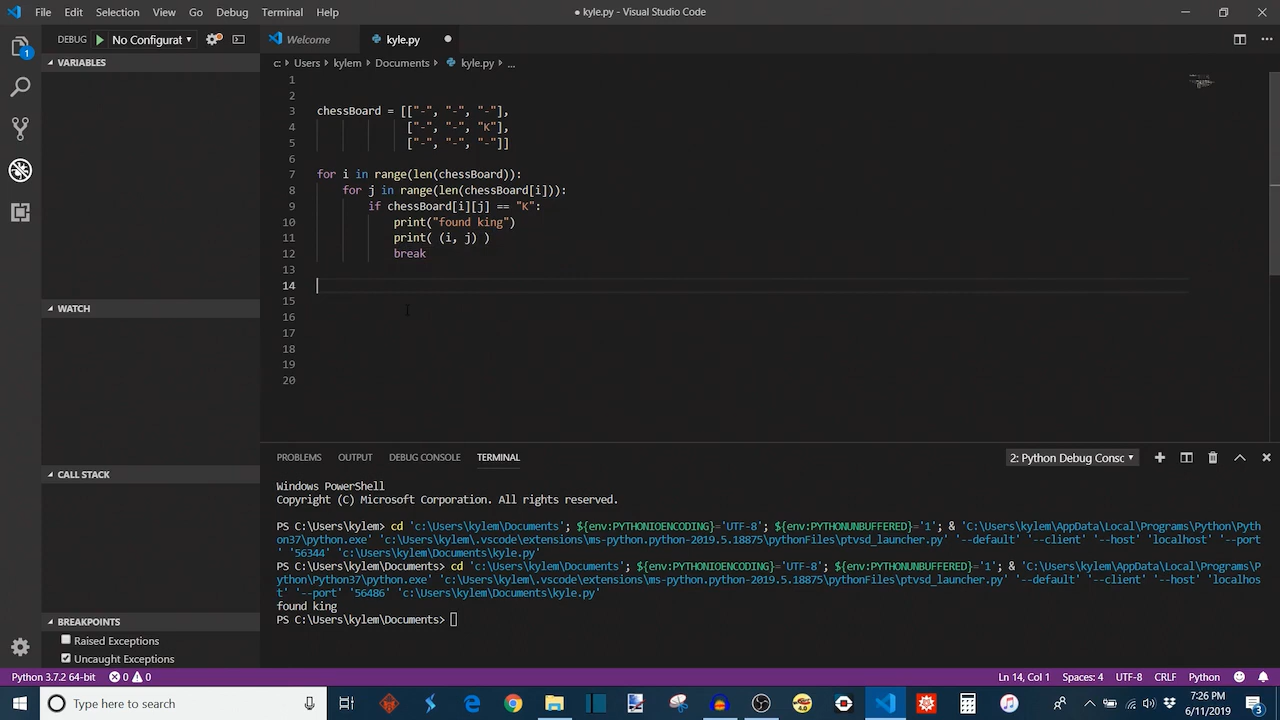 File Edit Selection View Go Debug Terminal Help
● kyle.py - Visual Studio Code
DEBUG No Configurat
Welcome kyle.py
1
VARIABLES
c > Users > kylem > Documents > kyle.py > ...
1
2
3 chessBoard = [["-", "-", "-"],
4 ["-", "-", "K"],
5 ["-", "-", "-"]]
6
7 for i in range(len(chessBoard)):
8 for j in range(len(chessBoard[i])):
9 if chessBoard[i][j] == "K":
10 print("found king")
11 print( (i, j) )
12 break
13
14
15
16
17
18
19
20
WATCH
CALL STACK
BREAKPOINTS
Raised Exceptions
Uncaught Exceptions
PROBLEMS OUTPUT DEBUG CONSOLE TERMINAL 2: Python Debug Consc
Windows PowerShell
Copyright (C) Microsoft Corporation. All rights reserved.
PS C:\Users\kylem> cd 'c:\Users\kylem\Documents'; ${env:PYTHONIOENCODING}='UTF-8'; ${env:PYTHONUNBUFFERED}='1'; & 'C:\Users\kylem\AppData\Local\Programs\Python\Pyth
on37\python.exe' 'c:\Users\kylem\.vscode\extensions\ms-python.python-2019.5.18875\pythonFiles\ptvsd_launcher.py' '--default' '--client' '--host' 'localhost' '--port
' '56344' 'c:\Users\kylem\Documents\kyle.py'
PS C:\Users\kylem\Documents> cd 'c:\Users\kylem\Documents'; ${env:PYTHONIOENCODING}='UTF-8'; ${env:PYTHONUNBUFFERED}='1'; & 'C:\Users\kylem\AppData\Local\Programs\P
ython\Python37\python.exe' 'c:\Users\kylem\.vscode\extensions\ms-python.python-2019.5.18875\pythonFiles\ptvsd_launcher.py' '--default' '--client' '--host' 'localhos
t' '--port' '56486' 'c:\Users\kylem\Documents\kyle.py'
found king
PS C:\Users\kylem\Documents>
Python 3.7.2 64-bit 0 0 Ln 14, Col 1 Spaces: 4 UTF-8 CRLF Python
Type here to search
4.0
7:26 PM
6/11/2019
3